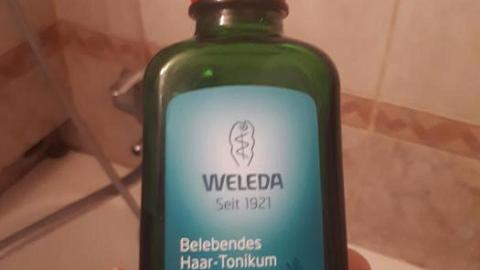 WELEDA
Seit 1921
Belebendes
Haar-Tonikum